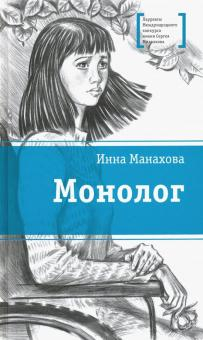 Лауреаты
Международного
конкурса
имени Сергея
Михалкова
Инна Манахова
Монолог